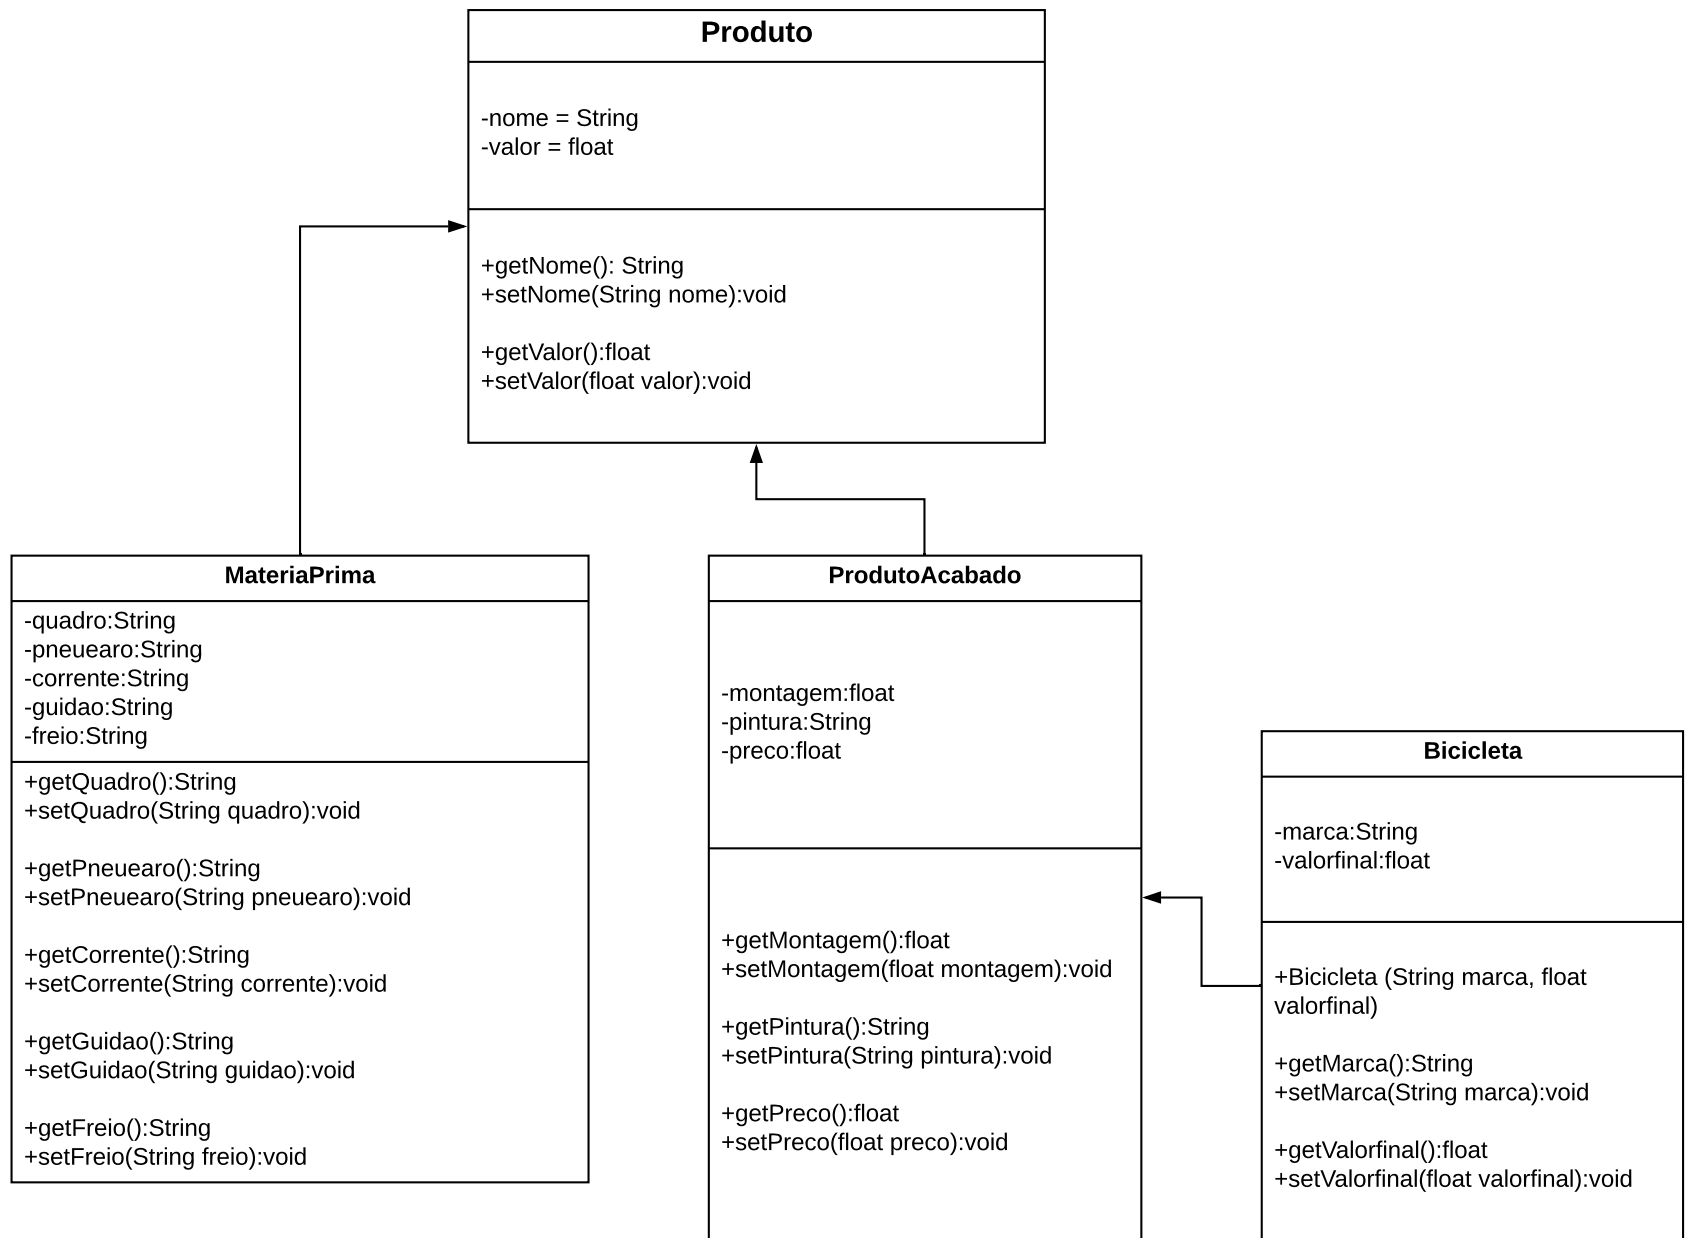 Produto
-nome = String
-valor = float
+getNome(): String
+setNome(String nome):void
+getValor():float
+setValor(float valor):void
MateriaPrima
-quadro:String
-pneuearo:String
-corrente:String
-guidao:String
-freio:String
+getQuadro():String
+setQuadro(String quadro):void
+getPneuearo():String
+setPneuearo(String pneuearo):void
+getCorrente():String
+setCorrente(String corrente):void
+getGuidao():String
+setGuidao(String guidao):void
+getFreio():String
+setFreio(String freio):void
ProdutoAcabado
-montagem:float
-pintura:String
-preco:float
+getMontagem():float
+setMontagem(float montagem):void
+getPintura():String
+setPintura(String pintura):void
+getPreco():float
+setPreco(float preco):void
Bicicleta
-marca:String
-valorfinal:float
+Bicicleta (String marca, float
valorfinal)
+getMarca():String
+setMarca(String marca):void
+getValorfinal():float
+setValorfinal(float valorfinal):void